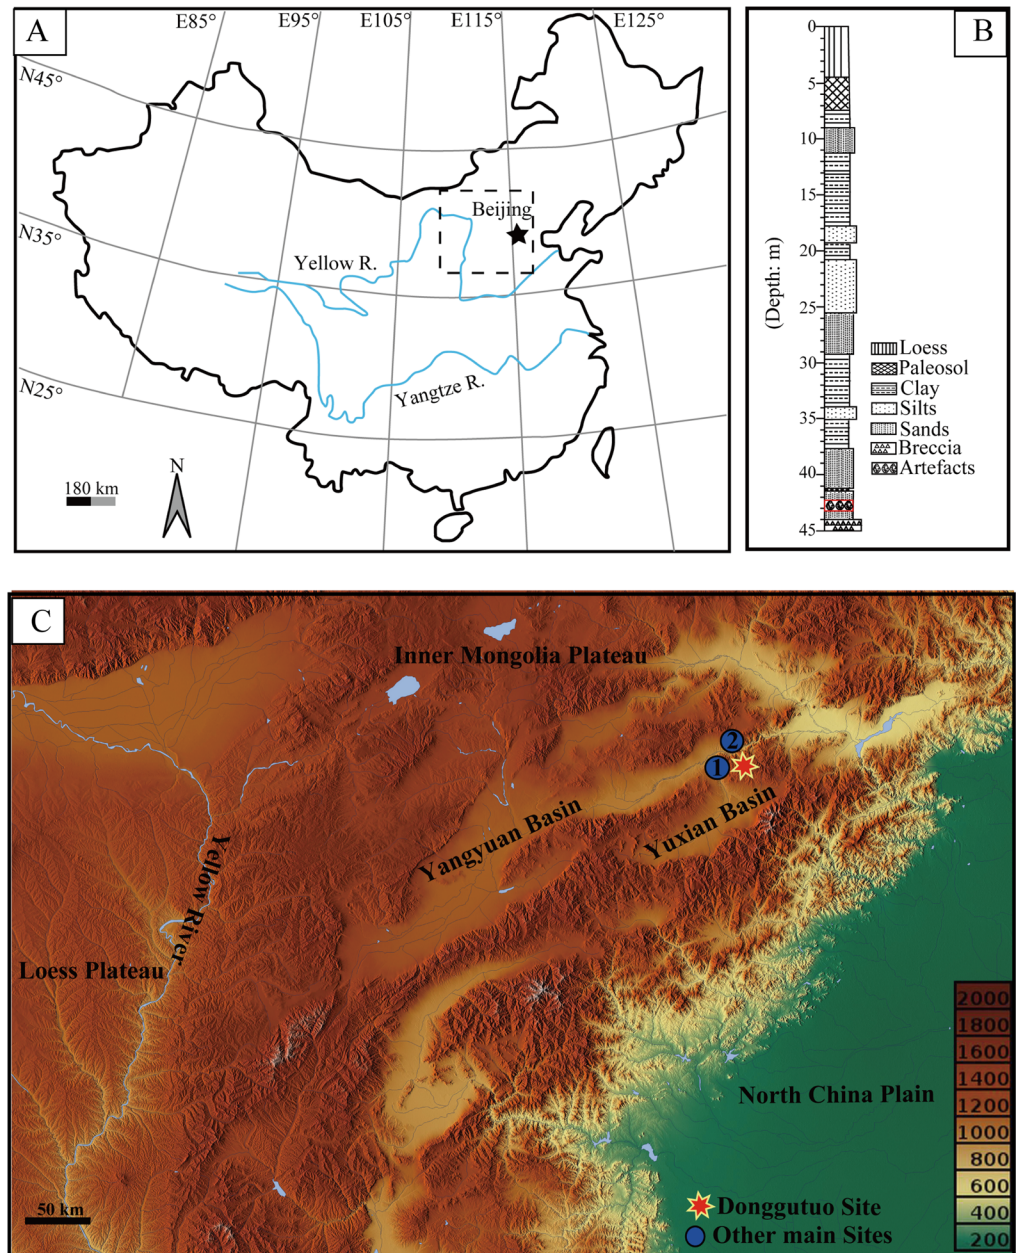 A
E85°
E95°
E105°
E115°
E125°
N45°
N35°
N25°
Beijing
Yellow R.
Yangtze R.
N
180 km
B
0
5
10
15
20
25
30
35
40
45
(Depth: m)
Loess
Paleosol
Clay
Silts
Sands
Breccia
Artefacts
C
Inner Mongolia Plateau
2
1
Yangyuan Basin
Yuxian Basin
Yellow River
Loess Plateau
North China Plain
50 km
Donggutuo Site
Other main Sites
2000
1800
1600
1400
1200
1000
800
600
400
200